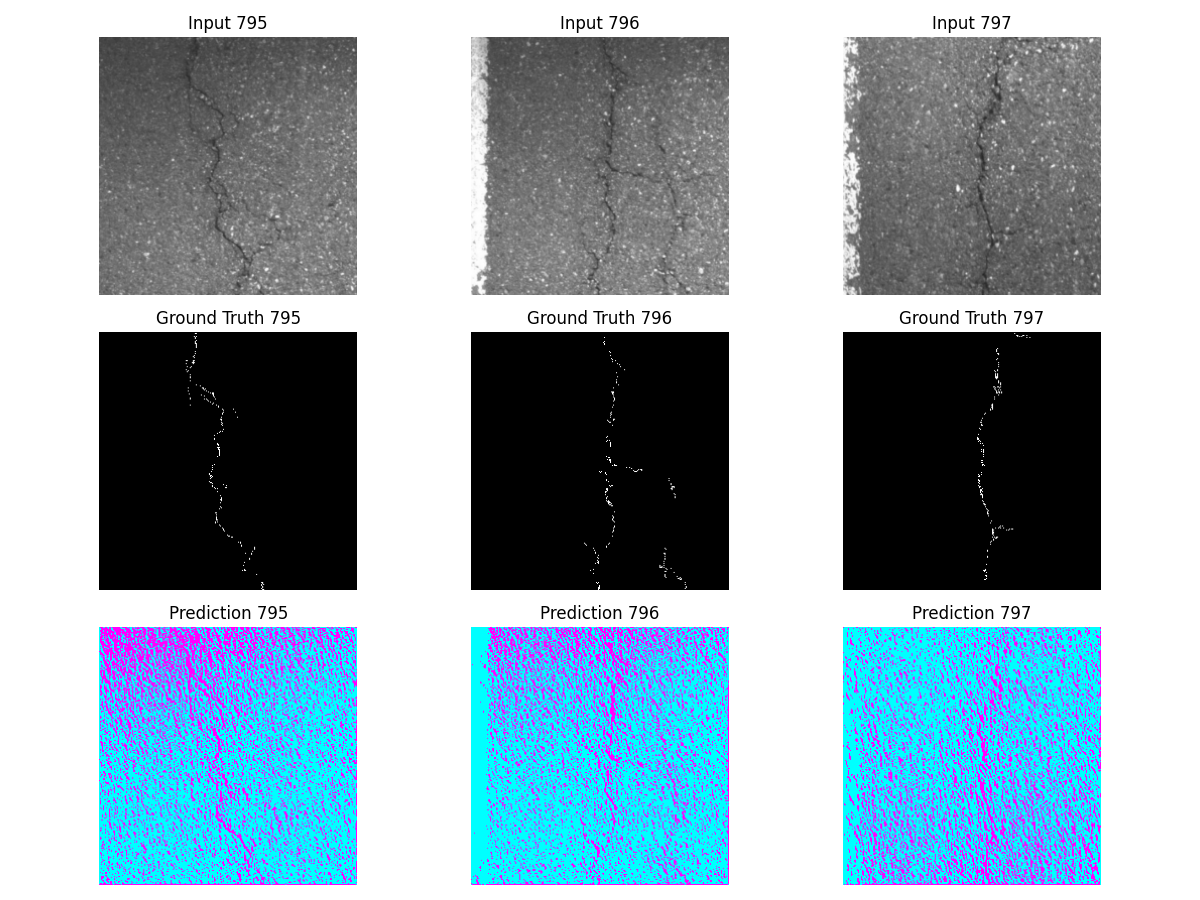 Input 795
Input 796
Input 797
Ground Truth 795
Ground Truth 796
Ground Truth 797
Prediction 795
Prediction 796
Prediction 797